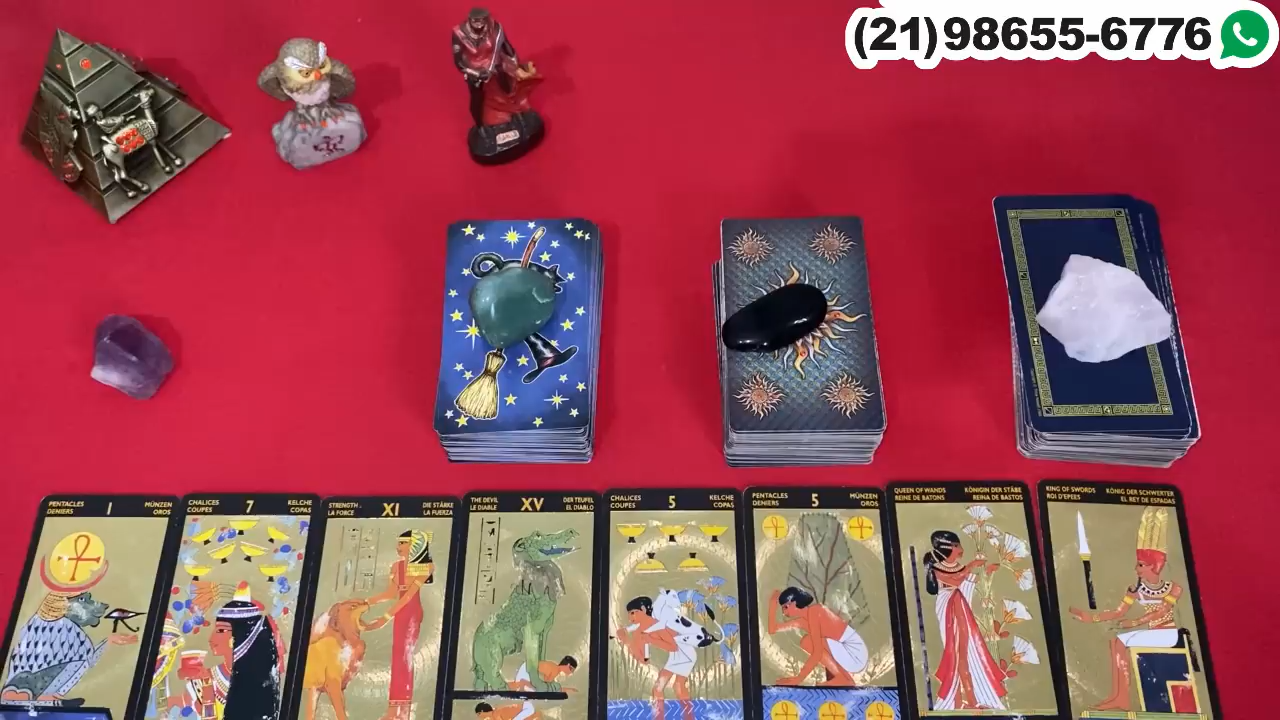 (21)98655-6776
PENTACLES
DENIERS
I
MÜNZEN
OROS
CHALICES
COUPES
7
KELCHE
COPAS
STRENGTH
LA FORCE
XI
DIE STÄRKE
LA FUERZA
THE DEVIL
LE DIABLE
XV
DER TEUFEL
EL DIABLO
CHALICES
COUPES
5
KELCHE
COPAS
PENTACLES
DENIERS
5
MÜNZEN
OROS
QUEEN OF WANDS
REINE DE BATONS
KÖNIGIN DER STÄBE
REINA DE BASTOS
KING OF SWORDS
ROI D'EPEES
KÖNIG DER SCHWERTER
EL REY DE ESPADAS